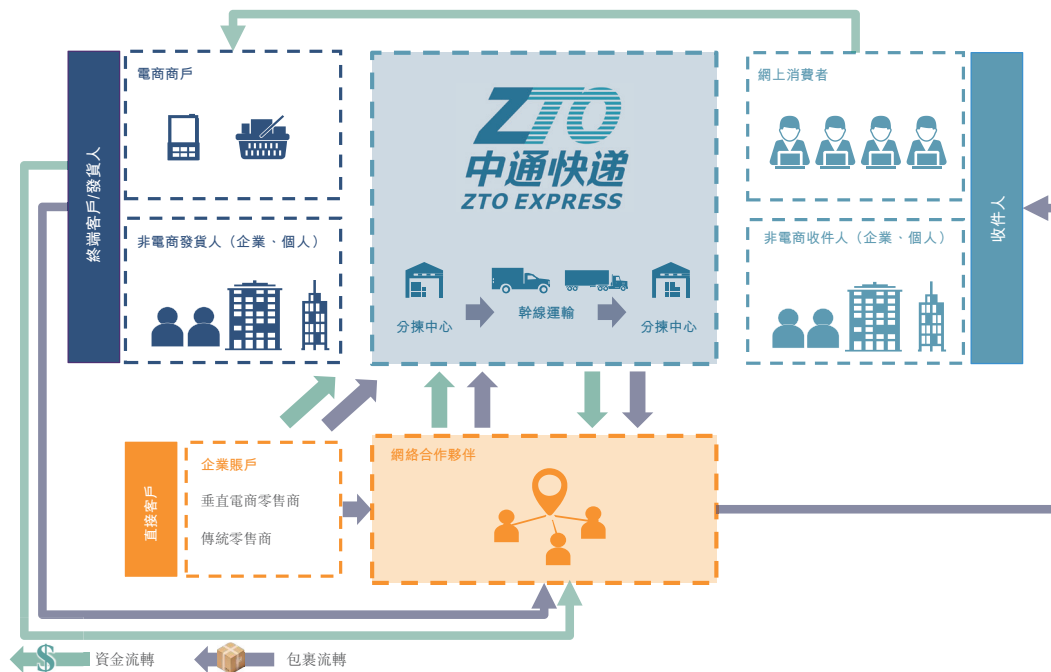 電商商戶
終端客戶/發貨人
非電商發貨人（企業、個人）
ZTO
中通快递
ZTO EXPRESS
分揀中心
幹線運輸
分揀中心
網上消費者
非電商收件人（企業、個人）
收件人
直接客戶
企業賬戶
垂直電商零售商
傳統零售商
網絡合作夥伴
$
資金流轉
包裹流轉